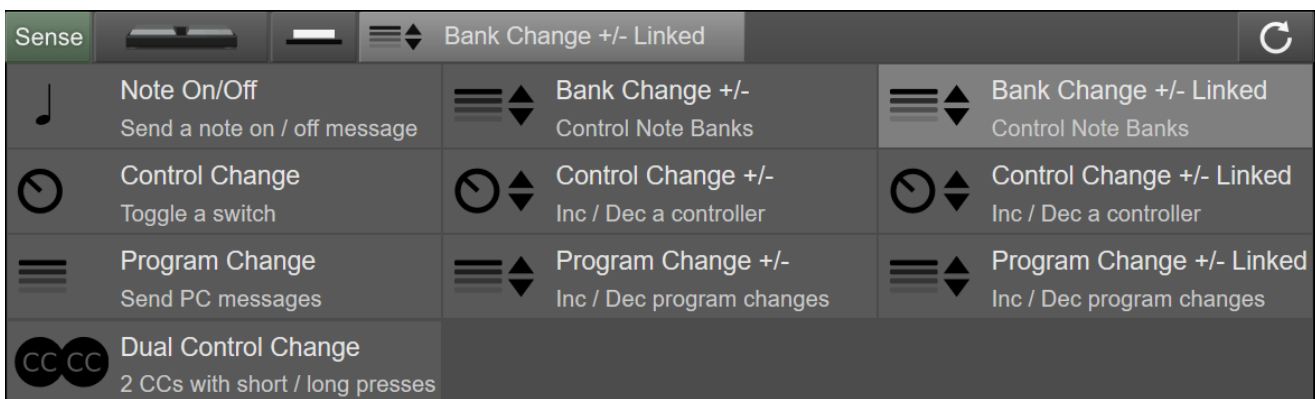 Sense Bank Change +/- Linked
Note On/Off
Send a note on / off message
Bank Change +/-
Control Note Banks
Bank Change +/- Linked
Control Note Banks
Control Change
Toggle a switch
Control Change +/-
Inc / Dec a controller
Control Change +/- Linked
Inc / Dec a controller
Program Change
Send PC messages
Program Change +/-
Inc / Dec program changes
Program Change +/- Linked
Inc / Dec program changes
CC CC
Dual Control Change
2 CCs with short / long presses